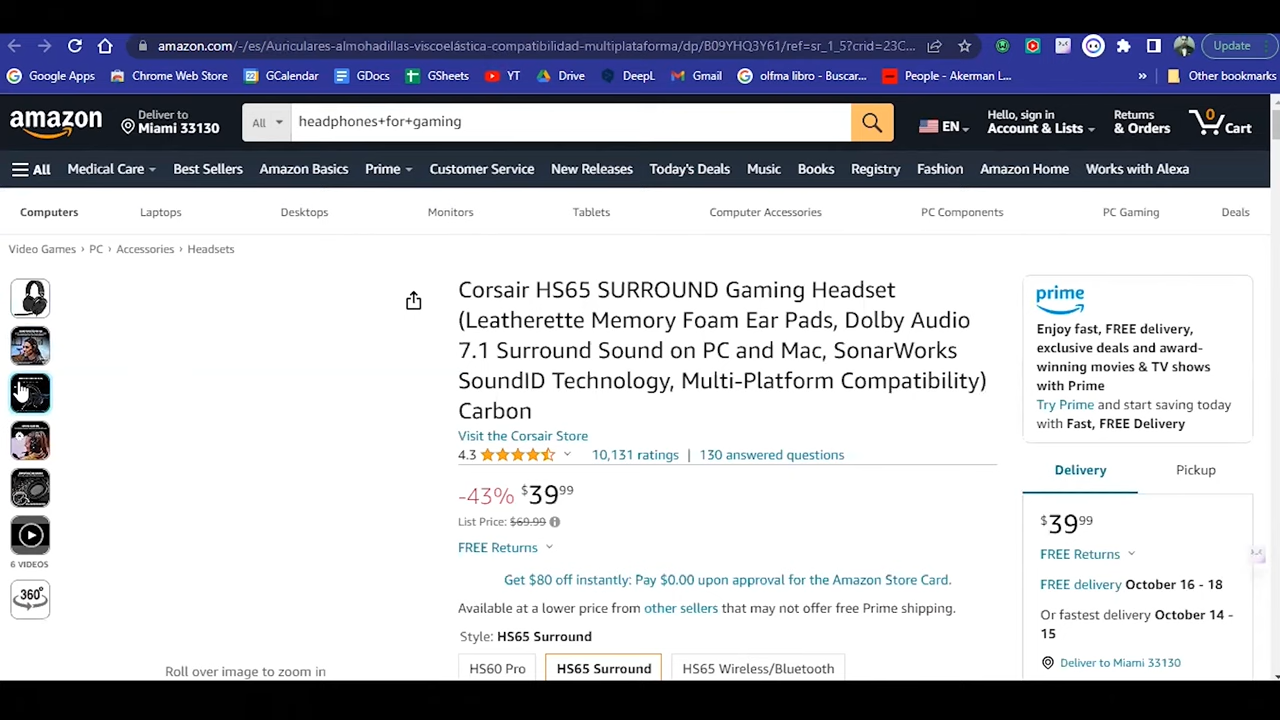 amazon.com/-/es/Auriculares-almohadillas-viscoelástica-compatibilidad-multiplataforma/dp/B09YHQ3Y61/ref=sr_1_5?crid=23C...
Update
Google Apps
Chrome Web Store
GCalendar
GDocs
GSheets
YT
Drive
DeepL
Gmail
olfma libro - Buscar...
People - Akerman L...
»
Other bookmarks
amazon
Deliver to
Miami 33130
All
headphones+for+gaming
EN
Hello, sign in
Account & Lists
Returns
& Orders
0
Cart
All
Medical Care
Best Sellers
Amazon Basics
Prime
Customer Service
New Releases
Today's Deals
Music
Books
Registry
Fashion
Amazon Home
Works with Alexa
Computers
Laptops
Desktops
Monitors
Tablets
Computer Accessories
PC Components
PC Gaming
Deals
Video Games › PC › Accessories › Headsets
6 VIDEOS
360°
Roll over image to zoom in
Corsair HS65 SURROUND Gaming Headset
(Leatherette Memory Foam Ear Pads, Dolby Audio
7.1 Surround Sound on PC and Mac, SonarWorks
SoundID Technology, Multi-Platform Compatibility)
Carbon
Visit the Corsair Store
4.3
10,131 ratings | 130 answered questions
-43% $39 99
List Price: $69.99
FREE Returns
Get $80 off instantly: Pay $0.00 upon approval for the Amazon Store Card.
Available at a lower price from other sellers that may not offer free Prime shipping.
Style: HS65 Surround
HS60 Pro
HS65 Surround
HS65 Wireless/Bluetooth
prime
Enjoy fast, FREE delivery,
exclusive deals and award-
winning movies & TV shows
with Prime
Try Prime and start saving today
with Fast, FREE Delivery
Delivery
Pickup
$39 99
FREE Returns
FREE delivery October 16 - 18
Or fastest delivery October 14 -
15
Deliver to Miami 33130